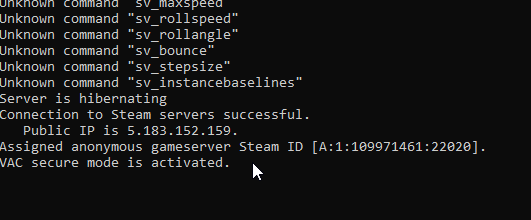 Unknown command "sv_maxspeed"
Unknown command "sv_rollspeed"
Unknown command "sv_rollangle"
Unknown command "sv_bounce"
Unknown command "sv_stepsize"
Unknown command "sv_instancebaselines"
Server is hibernating
Connection to Steam servers successful.
   Public IP is 5.183.152.159.
Assigned anonymous gameserver Steam ID [A:1:109971461:22020].
VAC secure mode is activated.